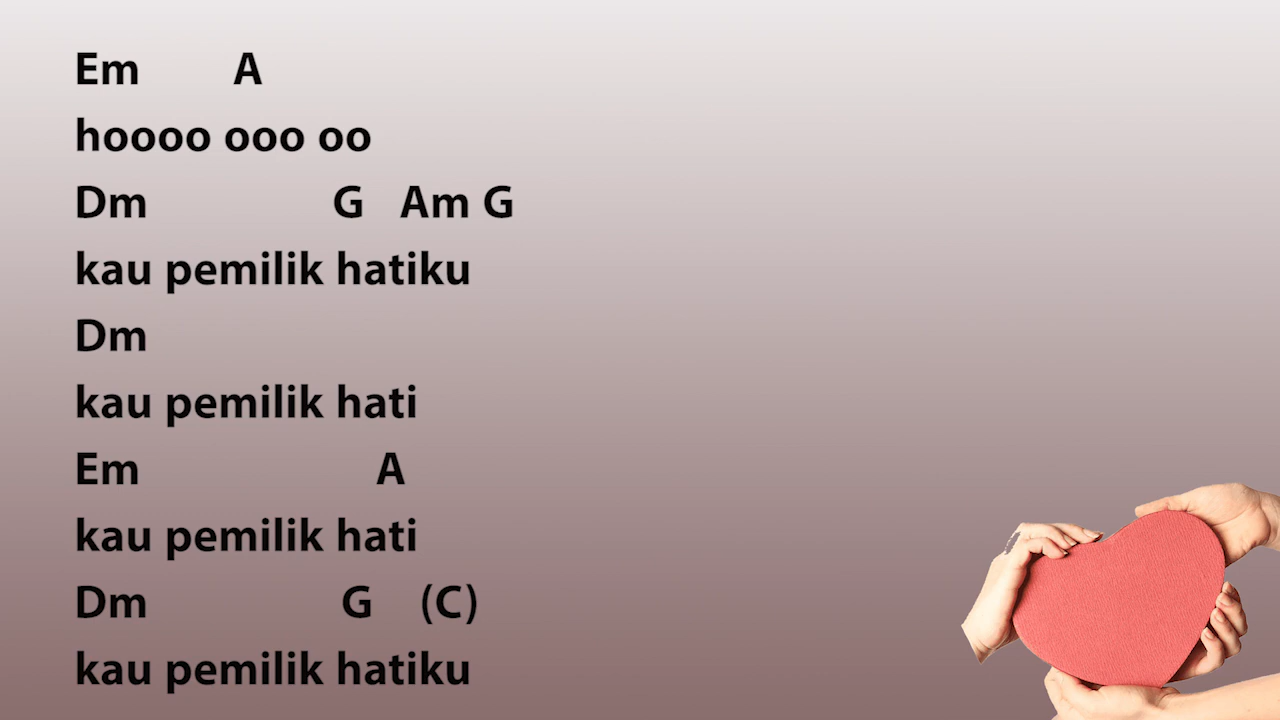 Em A
hoooo ooo oo
Dm G Am G
kau pemilik hatiku
Dm
kau pemilik hati
Em A
kau pemilik hati
Dm G (C)
kau pemilik hatiku